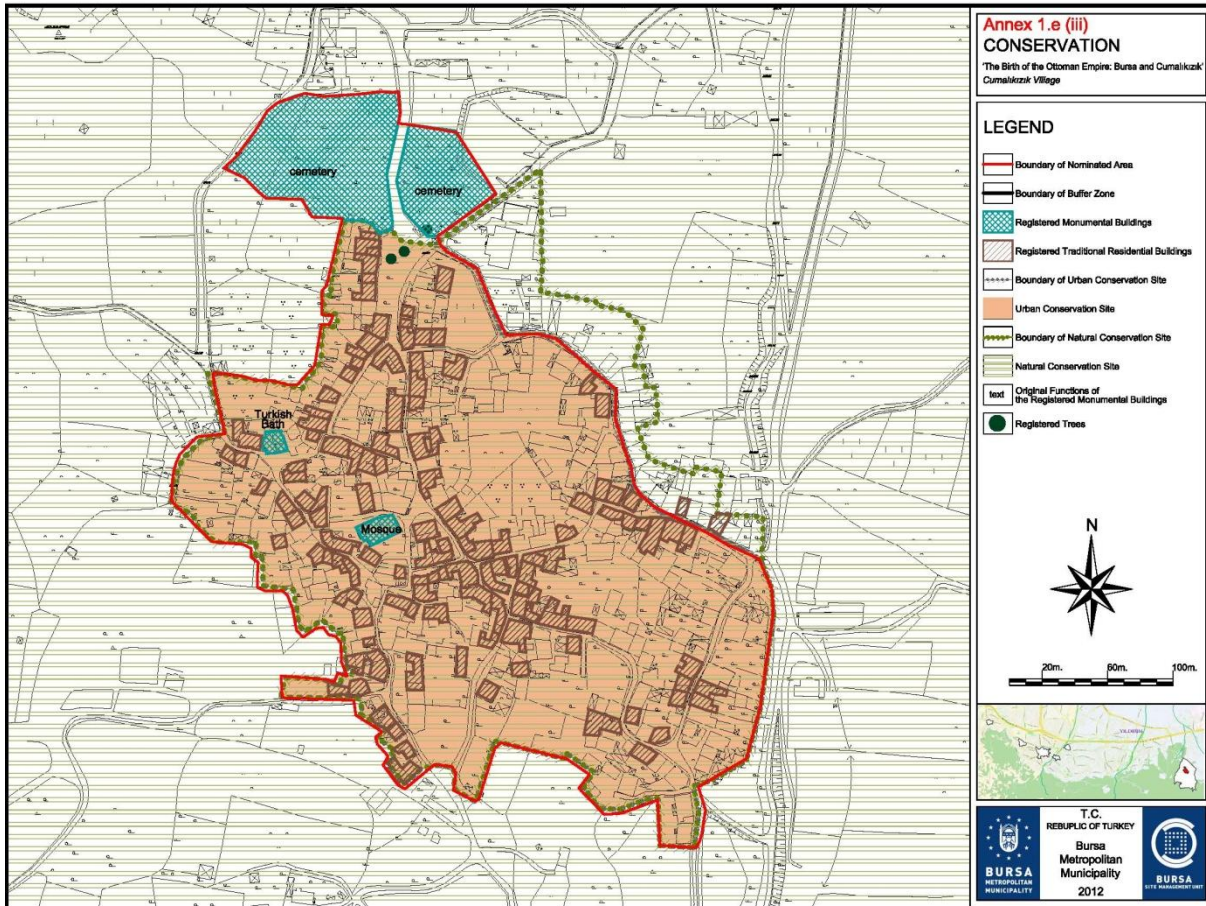 Annex 1.e (iii)
CONSERVATION
'The Birth of the Ottoman Empire: Bursa and Cumalıkızık'
Cumalıkızık Village
LEGEND
Boundary of Nominated Area
Boundary of Buffer Zone
Registered Monumental Buildings
Registered Traditional Residential Buildings
Boundary of Urban Conservation Site
Urban Conservation Site
Boundary of Natural Conservation Site
Natural Conservation Site
text
Original Functions of
the Registered Monumental Buildings
Registered Trees
cemetery
cemetery
Turkish
Bath
Mosque
N
20m.
60m.
100m.
YILDIRIM
BURSA
METROPOLITAN
MUNICIPALITY
T.C.
REBUPLIC OF TURKEY
Bursa
Metropolitan
Municipality
2012
BURSA
SITE MANAGEMENT UNIT